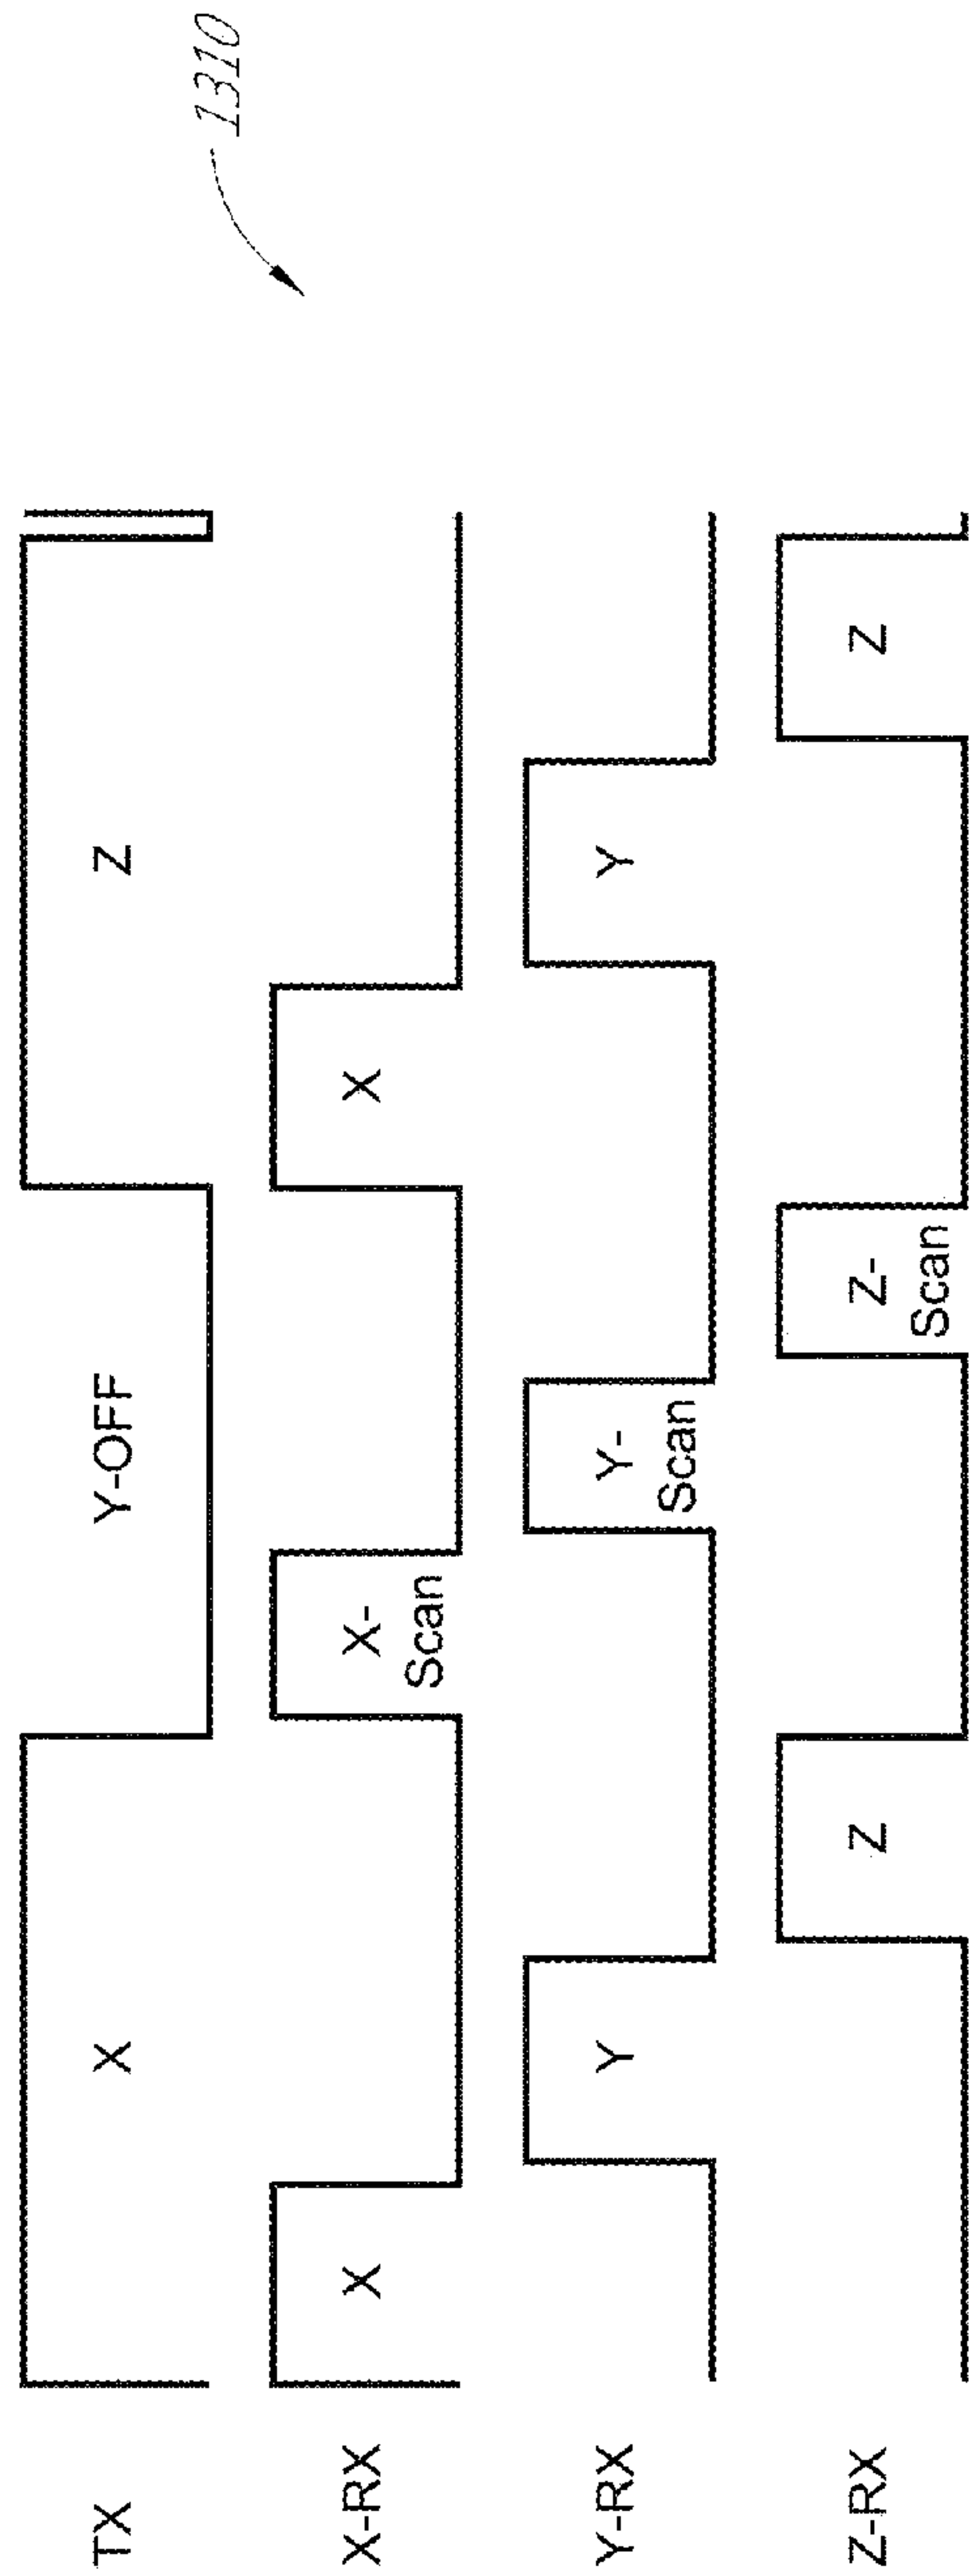 1310
TX X Y-OFF Z
X-RX X X-Scan X
Y-RX Y Y-Scan Y
Z-RX Z Z-Scan Z